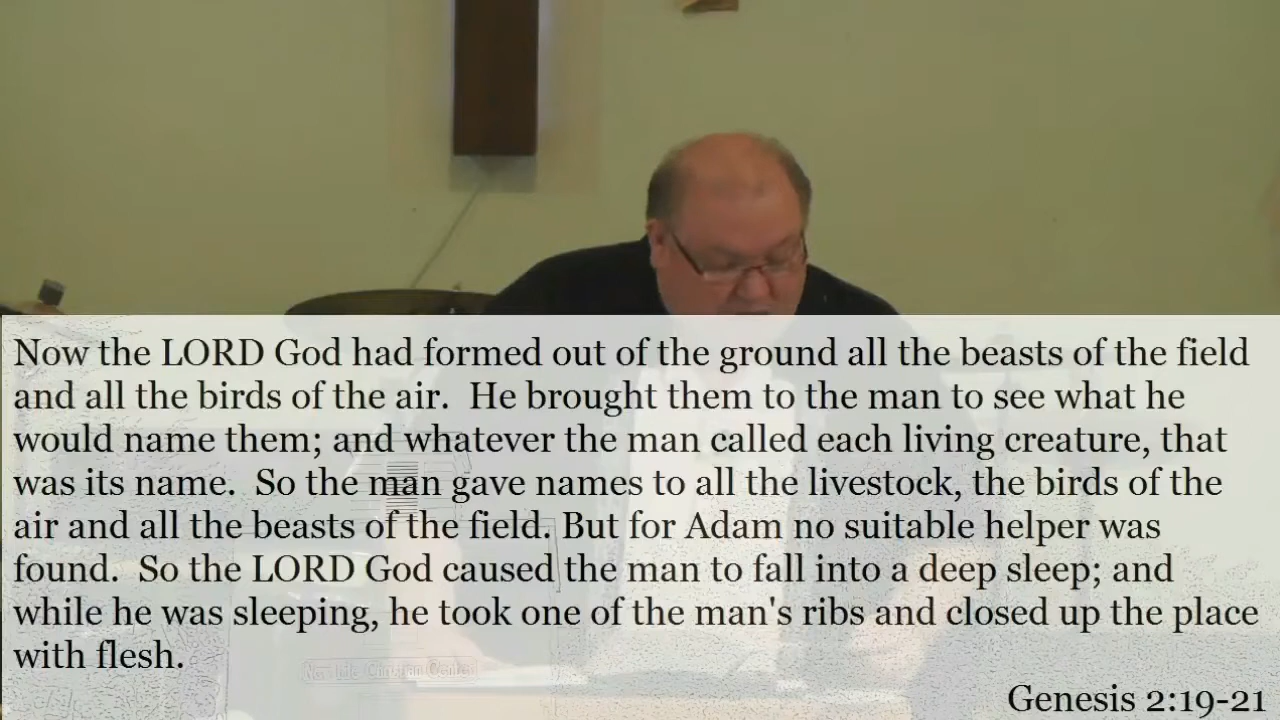 Now the LORD God had formed out of the ground all the beasts of the field
and all the birds of the air.  He brought them to the man to see what he
would name them; and whatever the man called each living creature, that
was its name.  So the man gave names to all the livestock, the birds of the
air and all the beasts of the field. But for Adam no suitable helper was
found.  So the LORD God caused the man to fall into a deep sleep; and
while he was sleeping, he took one of the man's ribs and closed up the place
with flesh.
Christian Center
Genesis 2:19-21